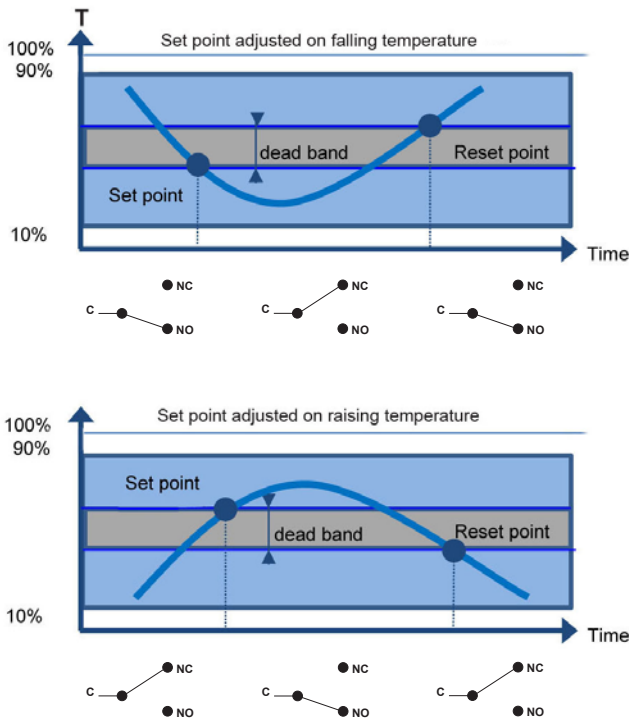 T
Set point adjusted on falling temperature
100%
90%
dead band
Reset point
Set point
10%
Time
NC
NC
NC
C
C
C
NO
NO
NO
Set point adjusted on raising temperature
100%
90%
Set point
dead band
Reset point
10%
Time
NC
NC
NC
C
C
C
NO
NO
NO